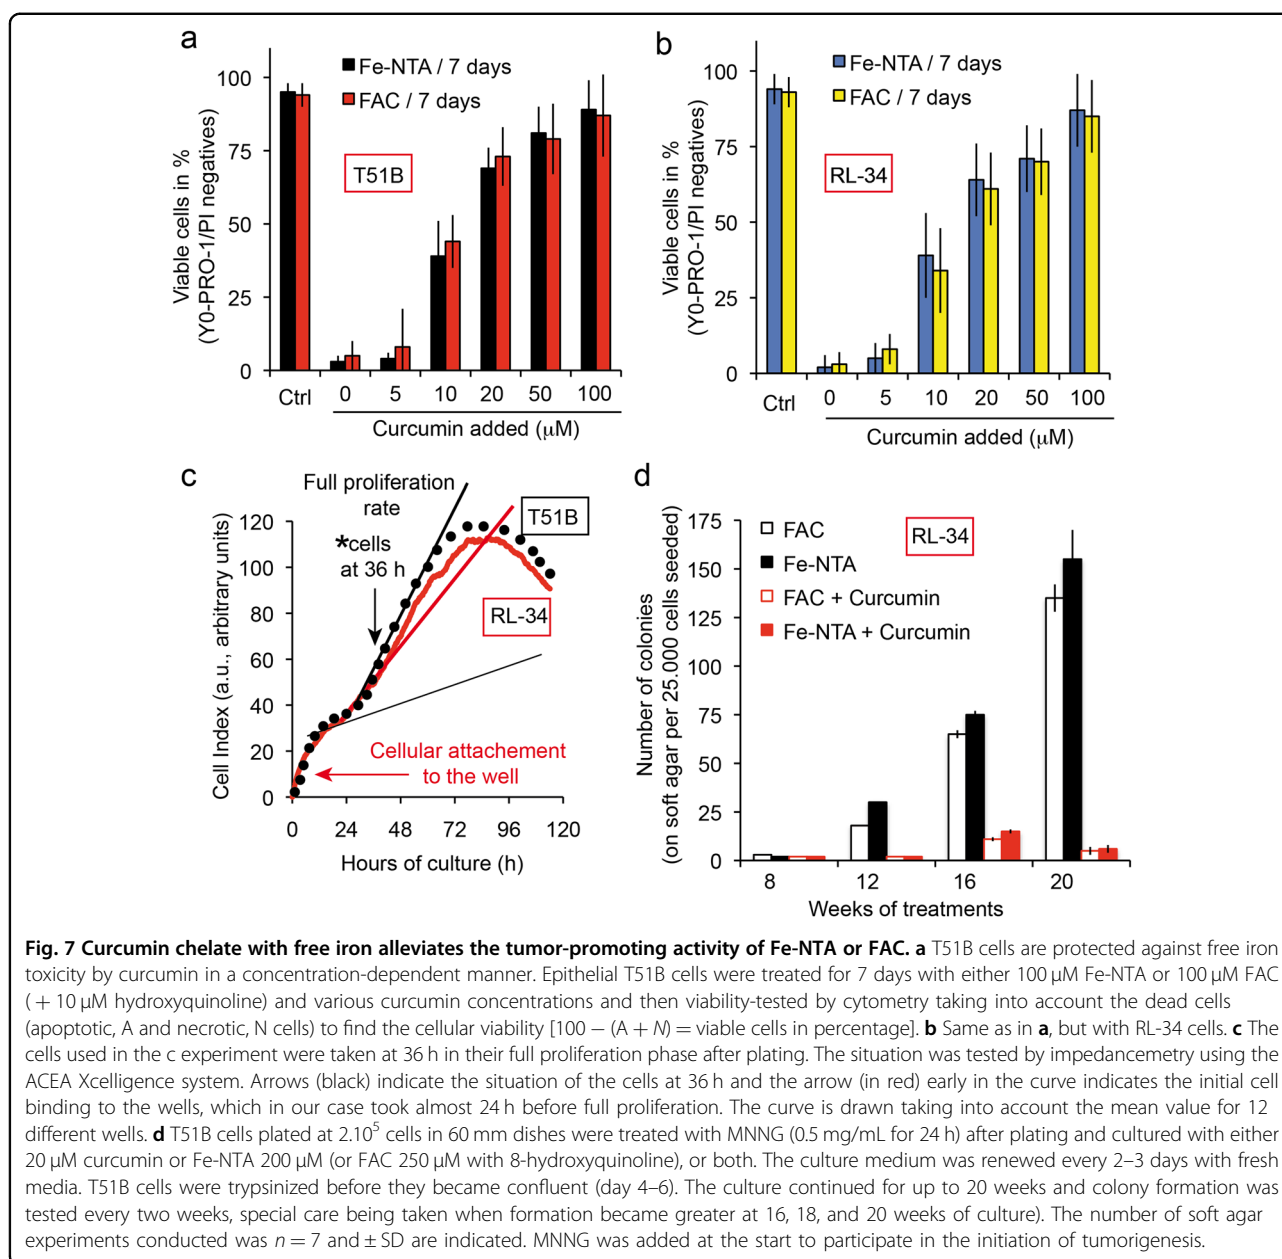 a
Fe-NTA / 7 days
FAC / 7 days
T51B
Viable cells in %
(Y0-PRO-1/PI negatives)
100
75
50
25
0
Ctrl
0 5 10 20 50 100
Curcumin added (μM)
b
Fe-NTA / 7 days
FAC / 7 days
RL-34
Viable cells in %
(Y0-PRO-1/PI negatives)
100
75
50
25
0
Ctrl
0 5 10 20 50 100
Curcumin added (μM)
c
Full proliferation
rate
*cells
at 36 h
T51B
RL-34
Cellular attachement
to the well
Cell Index (a.u., arbitrary units)
120
100
80
60
40
20
0
0 24 48 72 96 120
Hours of culture (h)
d
RL-34
FAC
Fe-NTA
FAC + Curcumin
Fe-NTA + Curcumin
Number of colonies
(on soft agar per 25.000 cells seeded)
175
150
125
100
75
50
25
0
8 12 16 20
Weeks of treatments
Fig. 7 Curcumin chelate with free iron alleviates the tumor-promoting activity of Fe-NTA or FAC. a T51B cells are protected against free iron
toxicity by curcumin in a concentration-dependent manner. Epithelial T51B cells were treated for 7 days with either 100 μM Fe-NTA or 100 μM FAC
( + 10 μM hydroxyquinoline) and various curcumin concentrations and then viability-tested by cytometry taking into account the dead cells
(apoptotic, A and necrotic, N cells) to find the cellular viability [100 − (A + N) = viable cells in percentage]. b Same as in a, but with RL-34 cells. c The
cells used in the c experiment were taken at 36 h in their full proliferation phase after plating. The situation was tested by impedancemetry using the
ACEA Xcelligence system. Arrows (black) indicate the situation of the cells at 36 h and the arrow (in red) early in the curve indicates the initial cell
binding to the wells, which in our case took almost 24 h before full proliferation. The curve is drawn taking into account the mean value for 12
different wells. d T51B cells plated at 2.10⁵ cells in 60 mm dishes were treated with MNNG (0.5 mg/mL for 24 h) after plating and cultured with either
20 μM curcumin or Fe-NTA 200 μM (or FAC 250 μM with 8-hydroxyquinoline), or both. The culture medium was renewed every 2–3 days with fresh
media. T51B cells were trypsinized before they became confluent (day 4–6). The culture continued for up to 20 weeks and colony formation was
tested every two weeks, special care being taken when formation became greater at 16, 18, and 20 weeks of culture). The number of soft agar
experiments conducted was n = 7 and ± SD are indicated. MNNG was added at the start to participate in the initiation of tumorigenesis.